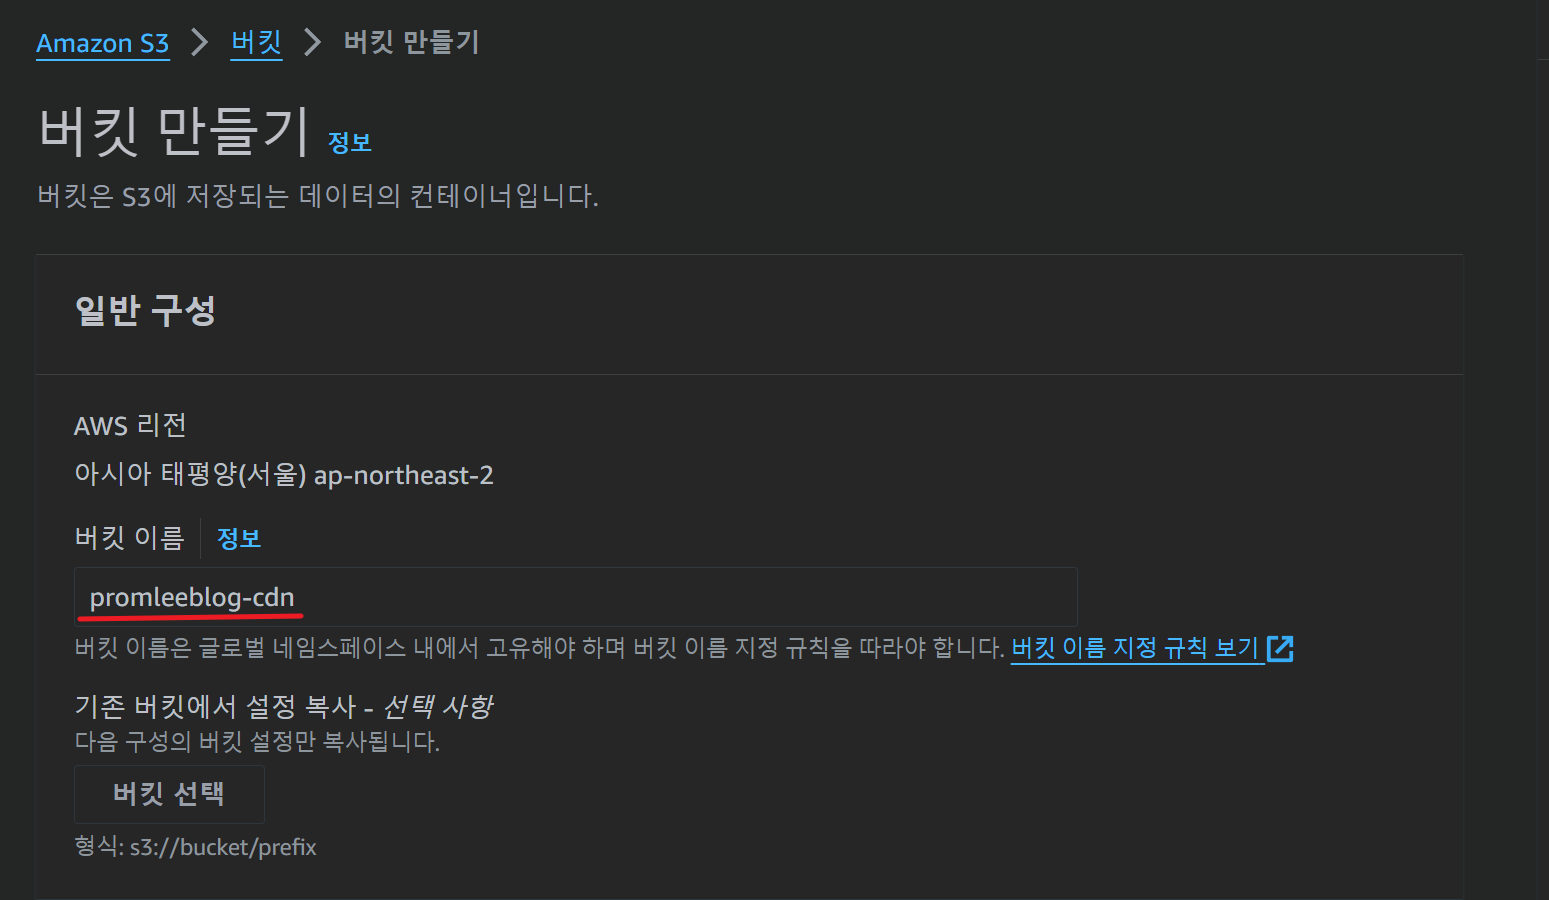 Amazon S3 > 버킷 > 버킷 만들기
버킷 만들기 정보
버킷은 S3에 저장되는 데이터의 컨테이너입니다.
일반 구성
AWS 리전
아시아 태평양(서울) ap-northeast-2
버킷 이름 정보
promleeblog-cdn
버킷 이름은 글로벌 네임스페이스 내에서 고유해야 하며 버킷 이름 지정 규칙을 따라야 합니다. 버킷 이름 지정 규칙 보기
기존 버킷에서 설정 복사 - 선택 사항
다음 구성의 버킷 설정만 복사됩니다.
버킷 선택
형식: s3://bucket/prefix